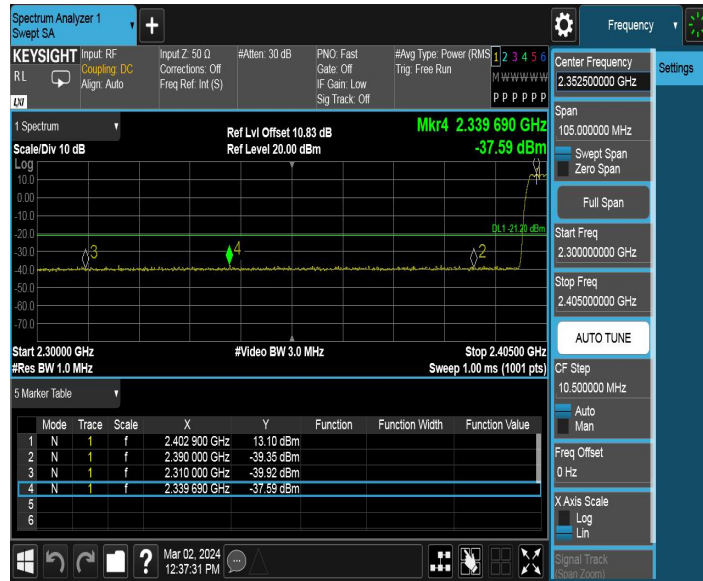 Spectrum Analyzer 1
Swept SA
+
Frequency
KEYSIGHT
RL
LXI
Input: RF
Coupling: DC
Align: Auto
Input Z: 50 Ω
Corrections: Off
Freq Ref: Int (S)
#Atten: 30 dB
PNO: Fast
Gate: Off
IF Gain: Low
Sig Track: Off
#Avg Type: Power (RMS
Trig: Free Run
1 2 3 4 5 6
M W W W W W
P P P P P P
1 Spectrum
Scale/Div 10 dB
Ref Lvl Offset 10.83 dB
Ref Level 20.00 dBm
Mkr4 2.339 690 GHz
-37.59 dBm
Log
10.0
0.00
-10.0
-20.0
-30.0
-40.0
-50.0
-60.0
-70.0
DL1 -21.20 dBm
3
4
2
Start 2.30000 GHz
#Res BW 1.0 MHz
#Video BW 3.0 MHz
Stop 2.40500 GHz
Sweep 1.00 ms (1001 pts)
5 Marker Table
Mode Trace Scale X Y Function Function Width Function Value
1 N 1 f 2.402 900 GHz 13.10 dBm
2 N 1 f 2.390 000 GHz -39.35 dBm
3 N 1 f 2.310 000 GHz -39.92 dBm
4 N 1 f 2.339 690 GHz -37.59 dBm
5
6
?
Mar 02, 2024
12:37:31 PM
Center Frequency
2.352500000 GHz
Settings
Span
105.000000 MHz
Swept Span
Zero Span
Full Span
Start Freq
2.300000000 GHz
Stop Freq
2.405000000 GHz
AUTO TUNE
CF Step
10.500000 MHz
Auto
Man
Freq Offset
0 Hz
X Axis Scale
Log
Lin
Signal Track
(Span Zoom)